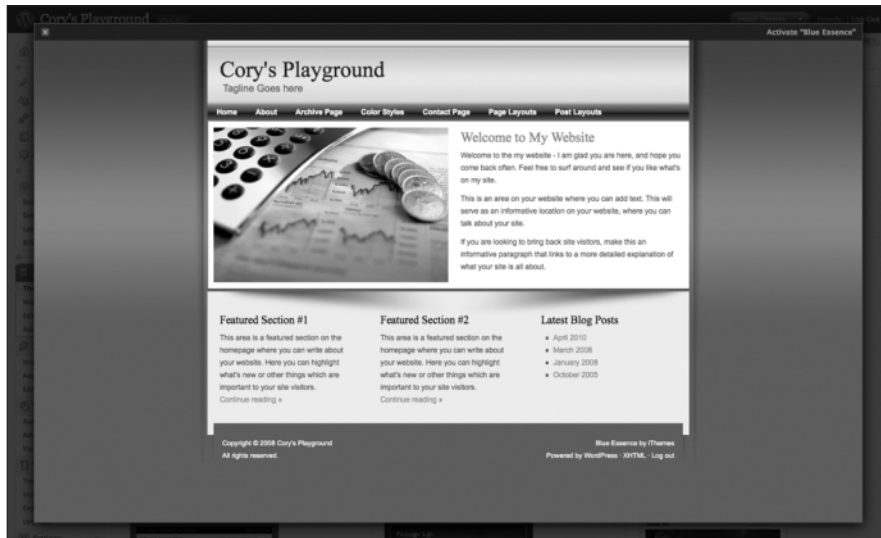 Cory's Playground
Log Out
Activate "Blue Essence"
Cory's Playground
Tagline Goes here
Home About Archive Page Color Styles Contact Page Page Layouts Post Layouts
Welcome to My Website
Welcome to the my website - I am glad you are here, and hope you
come back often. Feel free to surf around and see if you like what's
on my site.
This is an area on your website where you can add text. This will
serve as an informative location on your website, where you can
talk about your site.
If you are looking to bring back site visitors, make this an
informative paragraph that links to a more detailed explanation of
what your site is all about.
Featured Section #1
This area is a featured section on the
homepage where you can write about
your website. Here you can highlight
what's new or other things which are
important to your site visitors.
Continue reading »
Featured Section #2
This area is a featured section on the
homepage where you can write about
your website. Here you can highlight
what's new or other things which are
important to your site visitors.
Continue reading »
Latest Blog Posts
April 2010
March 2008
January 2008
October 2005
Copyright © 2008 Cory's Playground
All rights reserved.
Blue Essence by iThemes
Powered by WordPress · XHTML · Log out